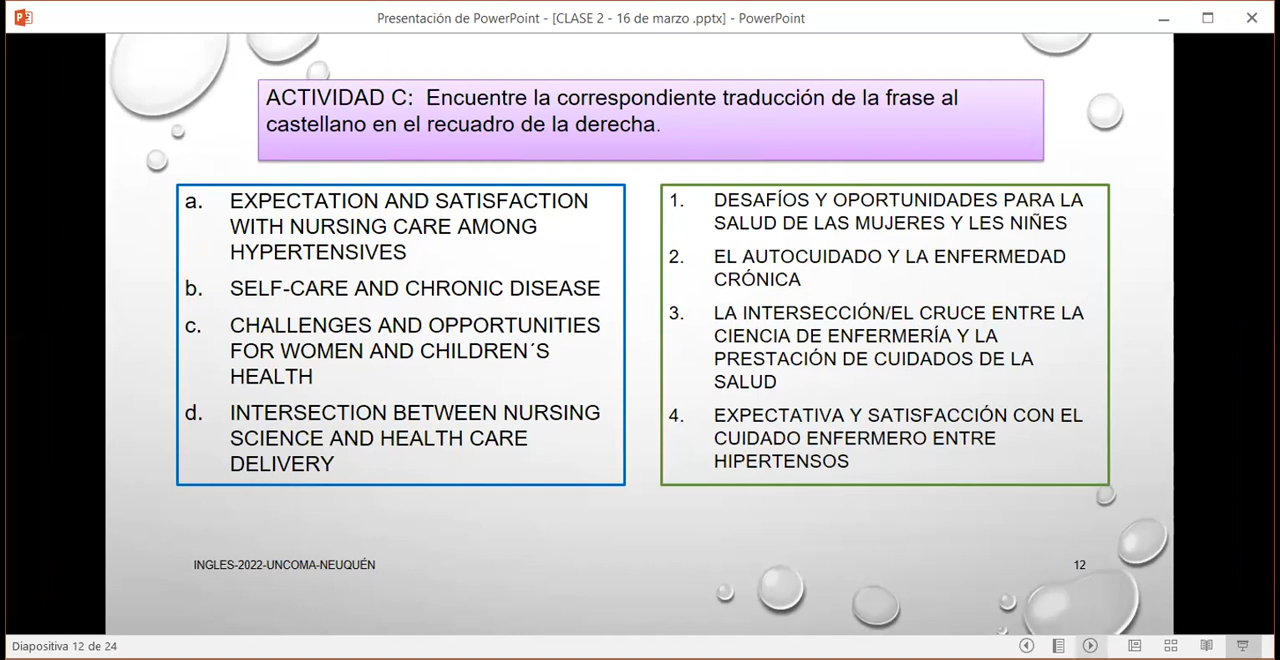 Presentación de PowerPoint - [CLASE 2 - 16 de marzo .pptx] - PowerPoint
ACTIVIDAD C: Encuentre la correspondiente traducción de la frase al
castellano en el recuadro de la derecha.
a. EXPECTATION AND SATISFACTION
WITH NURSING CARE AMONG
HYPERTENSIVES
b. SELF-CARE AND CHRONIC DISEASE
c. CHALLENGES AND OPPORTUNITIES
FOR WOMEN AND CHILDREN´S
HEALTH
d. INTERSECTION BETWEEN NURSING
SCIENCE AND HEALTH CARE
DELIVERY
1. DESAFÍOS Y OPORTUNIDADES PARA LA
SALUD DE LAS MUJERES Y LES NIÑES
2. EL AUTOCUIDADO Y LA ENFERMEDAD
CRÓNICA
3. LA INTERSECCIÓN/EL CRUCE ENTRE LA
CIENCIA DE ENFERMERÍA Y LA
PRESTACIÓN DE CUIDADOS DE LA
SALUD
4. EXPECTATIVA Y SATISFACCIÓN CON EL
CUIDADO ENFERMERO ENTRE
HIPERTENSOS
INGLES-2022-UNCOMA-NEUQUÉN
12
Diapositiva 12 de 24